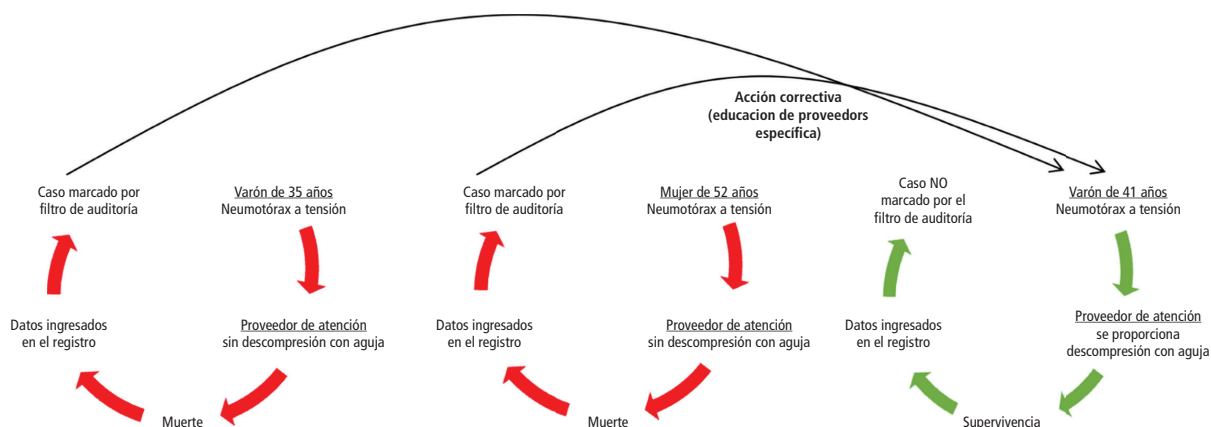 Acción correctiva
(educacion de proveedors
específica)
Caso marcado por
filtro de auditoría
Varón de 35 años
Neumotórax a tensión
Proveedor de atención
sin descompresión con aguja
Muerte
Datos ingresados
en el registro
Caso marcado por
filtro de auditoría
Mujer de 52 años
Neumotórax a tensión
Proveedor de atención
sin descompresión con aguja
Muerte
Datos ingresados
en el registro
Caso NO
marcado por el
filtro de auditoría
Varón de 41 años
Neumotórax a tensión
Proveedor de atención
se proporciona
descompresión con aguja
Supervivencia
Datos ingresados
en el registro